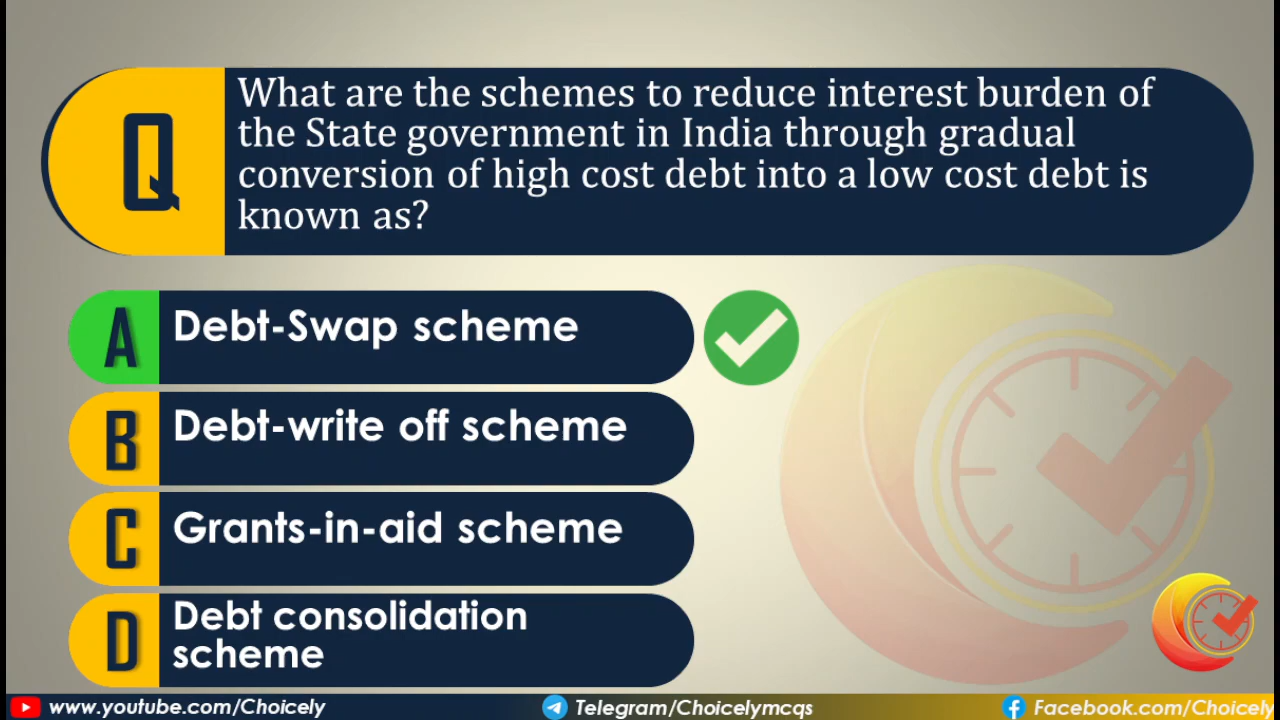 Q
What are the schemes to reduce interest burden of
the State government in India through gradual
conversion of high cost debt into a low cost debt is
known as?
A
Debt-Swap scheme
B
Debt-write off scheme
C
Grants-in-aid scheme
D
Debt consolidation
scheme
www.youtube.com/Choicely
Telegram/Choicelymcqs
Facebook.com/Choicely